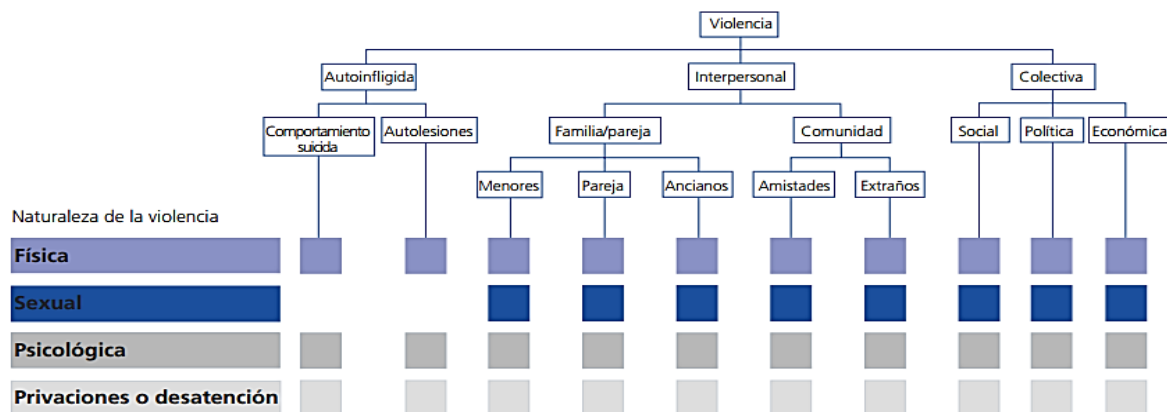 Violencia
Autoinfligida
Interpersonal
Colectiva
Comportamiento
suicida
Autolesiones
Familia/pareja
Comunidad
Social
Política
Económica
Menores
Pareja
Ancianos
Amistades
Extraños
Naturaleza de la violencia
Física
Sexual
Psicológica
Privaciones o desatención